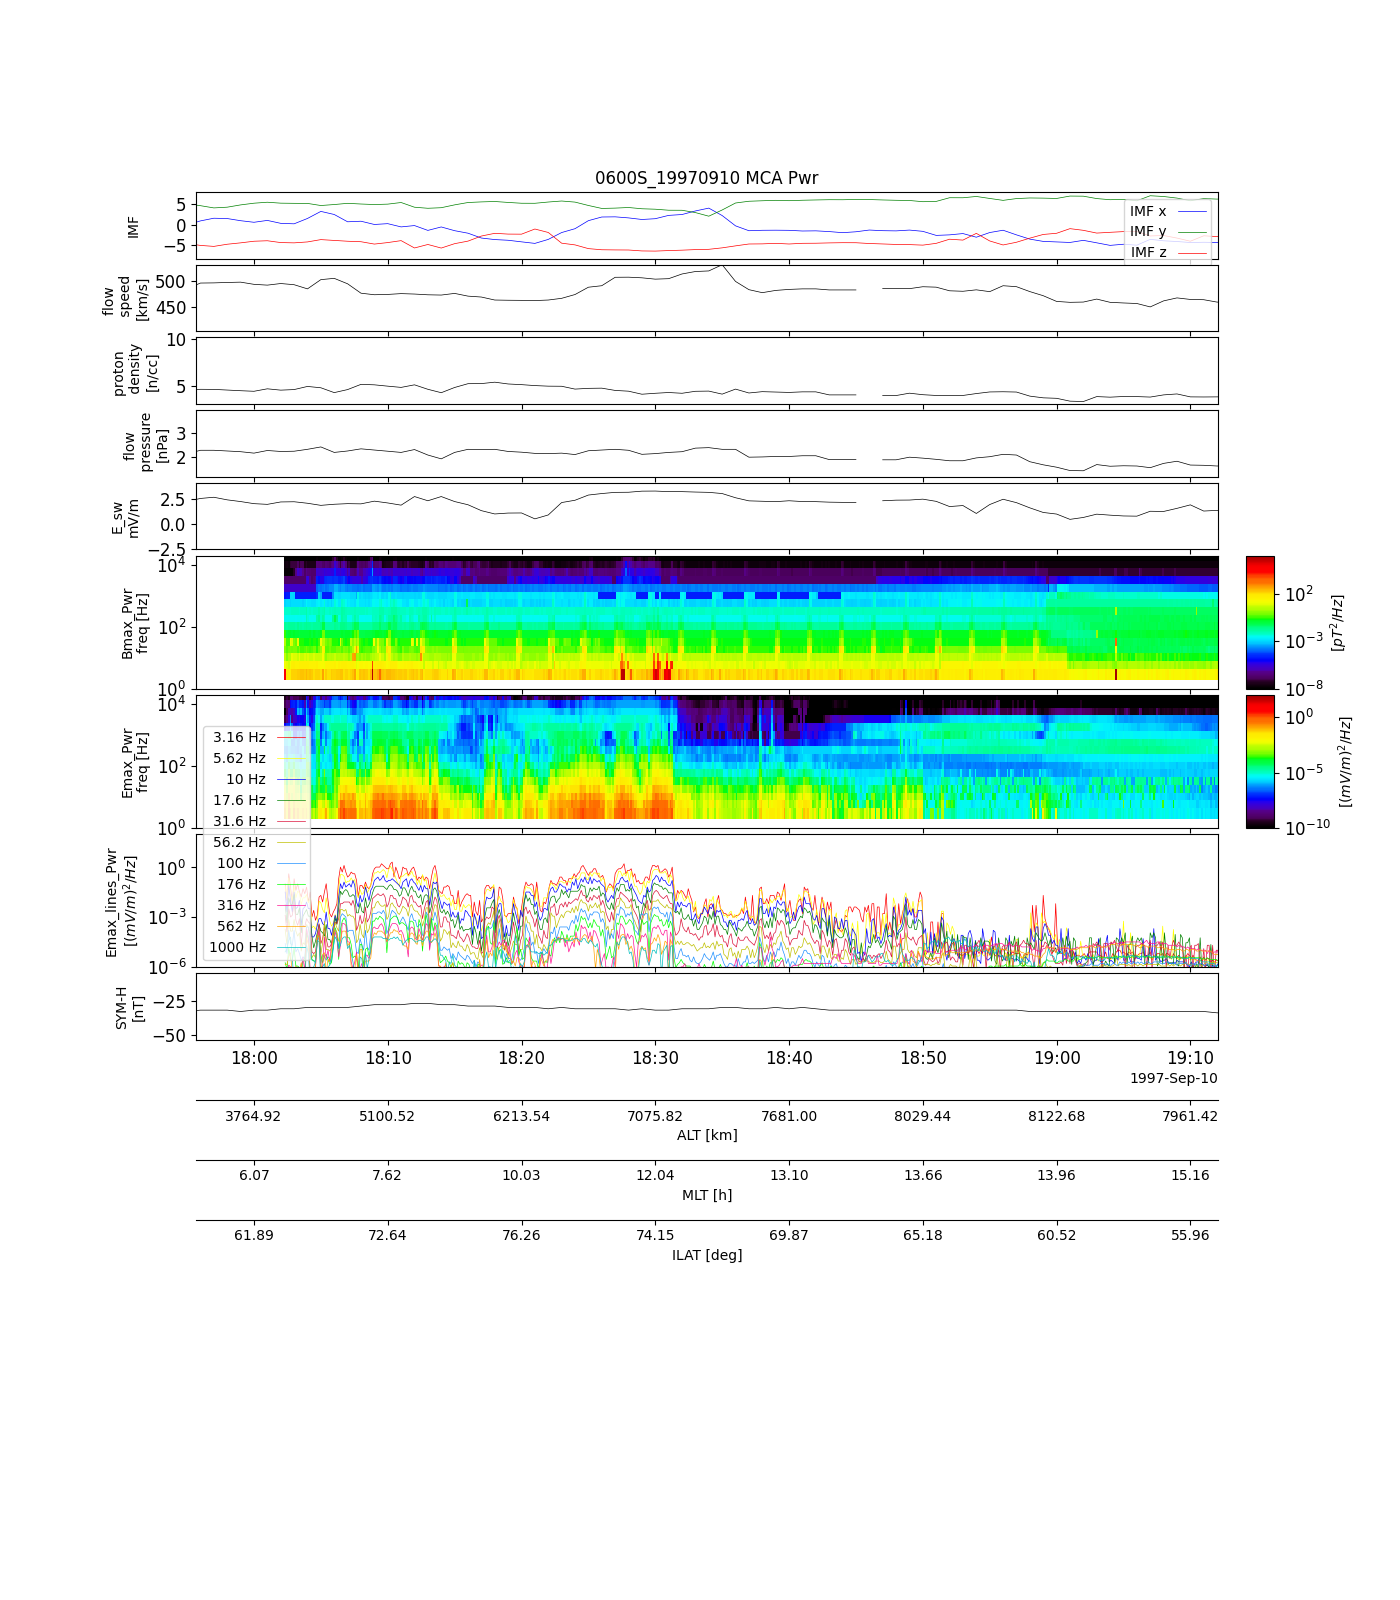 0600S_19970910 MCA Pwr
IMF
5
0
−5
IMF x
IMF y
IMF z
flow
speed
[km/s]
500
450
proton
density
[n/cc]
10
5
flow
pressure
[nPa]
3
2
E_sw
mV/m
2.5
0.0
−2.5
Bmax_Pwr
freq [Hz]
10^4
10^2
10^0
10^2
10^−3
10^−8
[pT^2/Hz]
Emax_Pwr
freq [Hz]
10^4
10^2
10^0
10^0
10^−5
10^−10
[(mV/m)^2/Hz]
3.16 Hz
5.62 Hz
10 Hz
17.6 Hz
31.6 Hz
56.2 Hz
100 Hz
176 Hz
316 Hz
562 Hz
1000 Hz
Emax_lines_Pwr
[(mV/m)^2/Hz]
10^0
10^−3
10^−6
SYM-H
[nT]
−25
−50
18:00 18:10 18:20 18:30 18:40 18:50 19:00 19:10
1997-Sep-10
3764.92 5100.52 6213.54 7075.82 7681.00 8029.44 8122.68 7961.42
ALT [km]
6.07 7.62 10.03 12.04 13.10 13.66 13.96 15.16
MLT [h]
61.89 72.64 76.26 74.15 69.87 65.18 60.52 55.96
ILAT [deg]